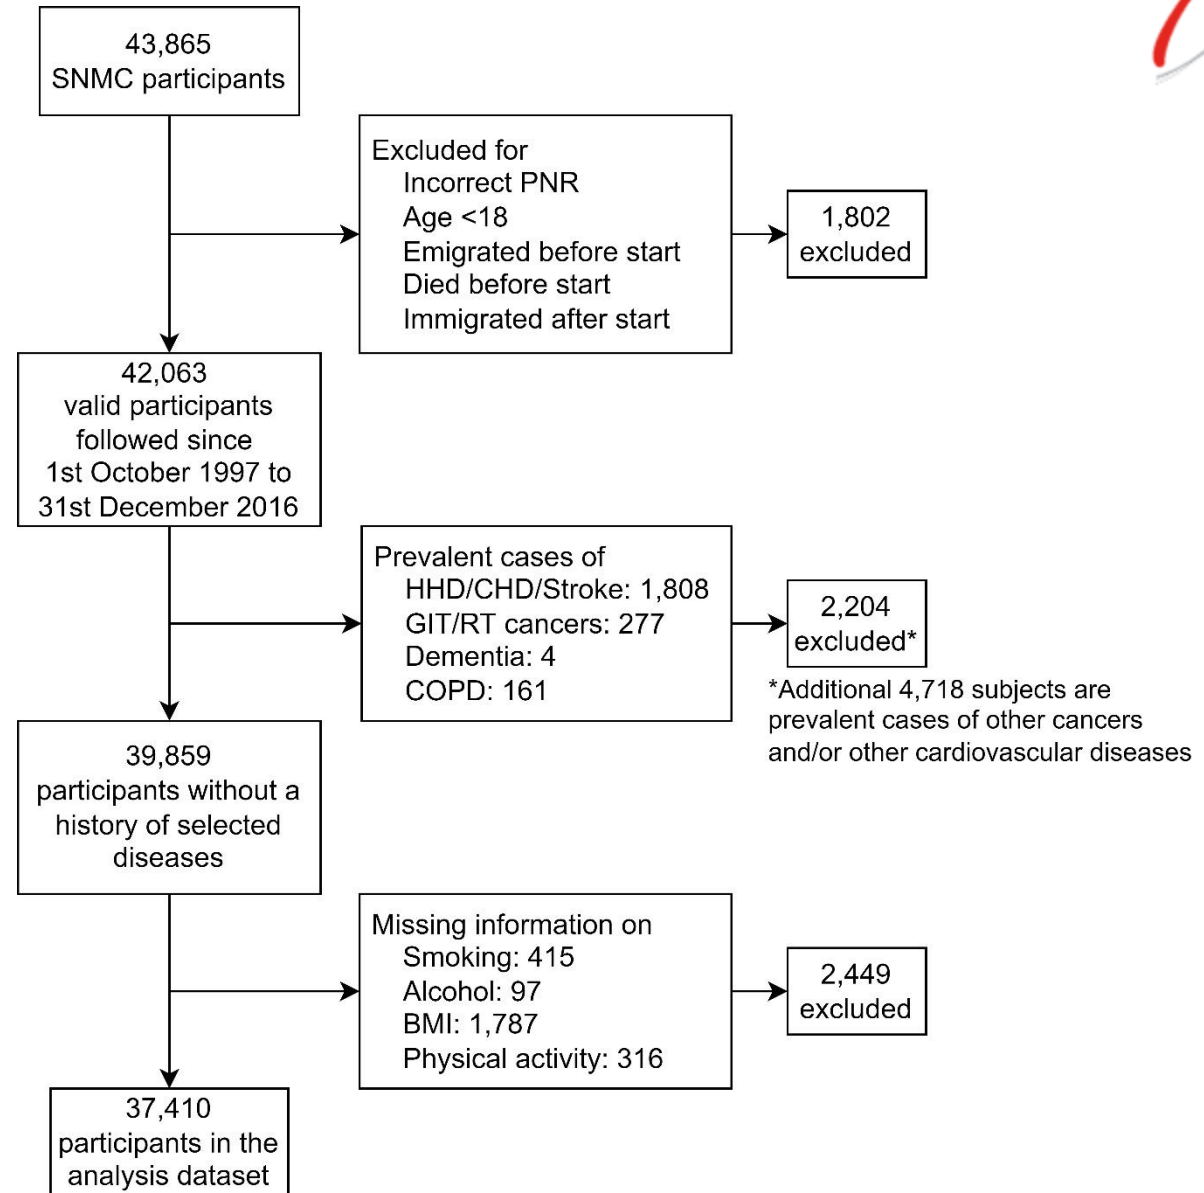 43,865
SNMC participants
Excluded for
Incorrect PNR
Age <18
Emigrated before start
Died before start
Immigrated after start
1,802
excluded
42,063
valid participants
followed since
1st October 1997 to
31st December 2016
Prevalent cases of
HHD/CHD/Stroke: 1,808
GIT/RT cancers: 277
Dementia: 4
COPD: 161
2,204
excluded*
*Additional 4,718 subjects are
prevalent cases of other cancers
and/or other cardiovascular diseases
39,859
participants without a
history of selected
diseases
Missing information on
Smoking: 415
Alcohol: 97
BMI: 1,787
Physical activity: 316
2,449
excluded
37,410
participants in the
analysis dataset